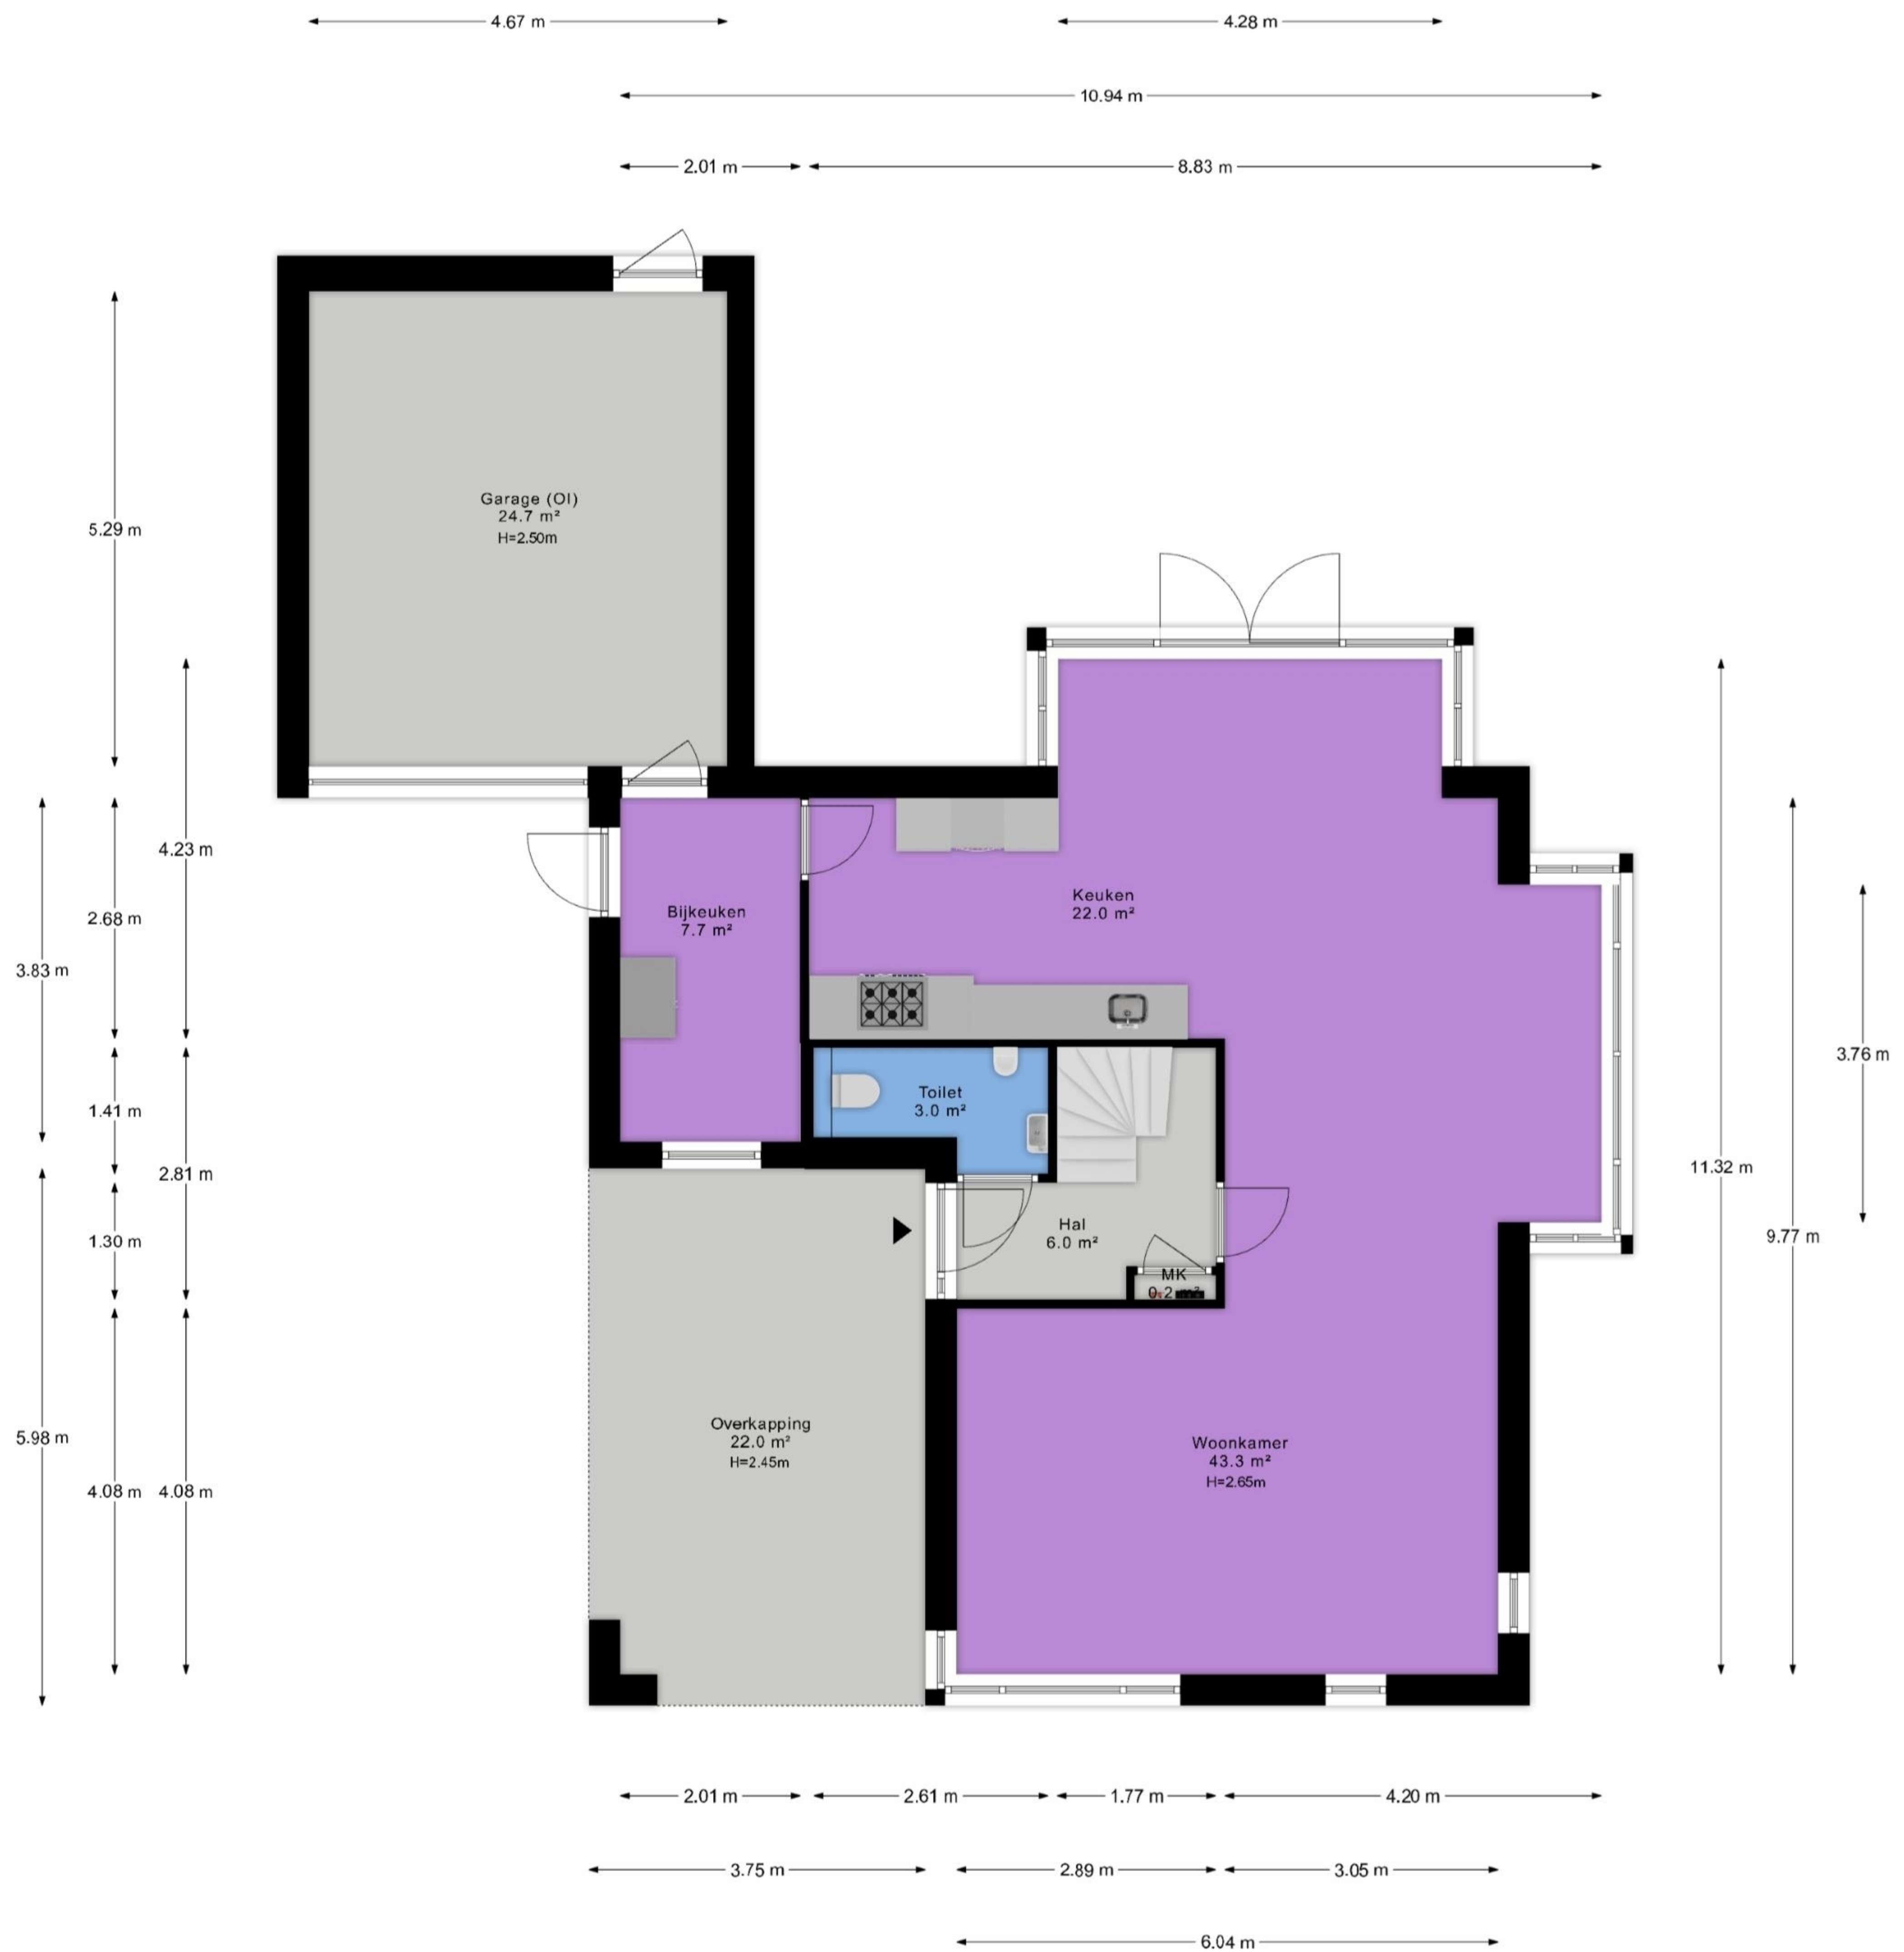 4.67 m
4.28 m
10.94 m
2.01 m
8.83 m
Garage (OI)
24.7 m²
H=2.50m
5.29 m
4.23 m
Keuken
22.0 m²
Bijkeuken
7.7 m²
2.68 m
3.83 m
3.76 m
Toilet
3.0 m²
1.41 m
2.81 m
11.32 m
Hal
6.0 m²
1.30 m
9.77 m
MK
0.2 m²
Overkapping
22.0 m²
H=2.45m
Woonkamer
43.3 m²
H=2.65m
5.98 m
4.08 m
4.08 m
2.01 m
2.61 m
1.77 m
4.20 m
3.75 m
2.89 m
3.05 m
6.04 m